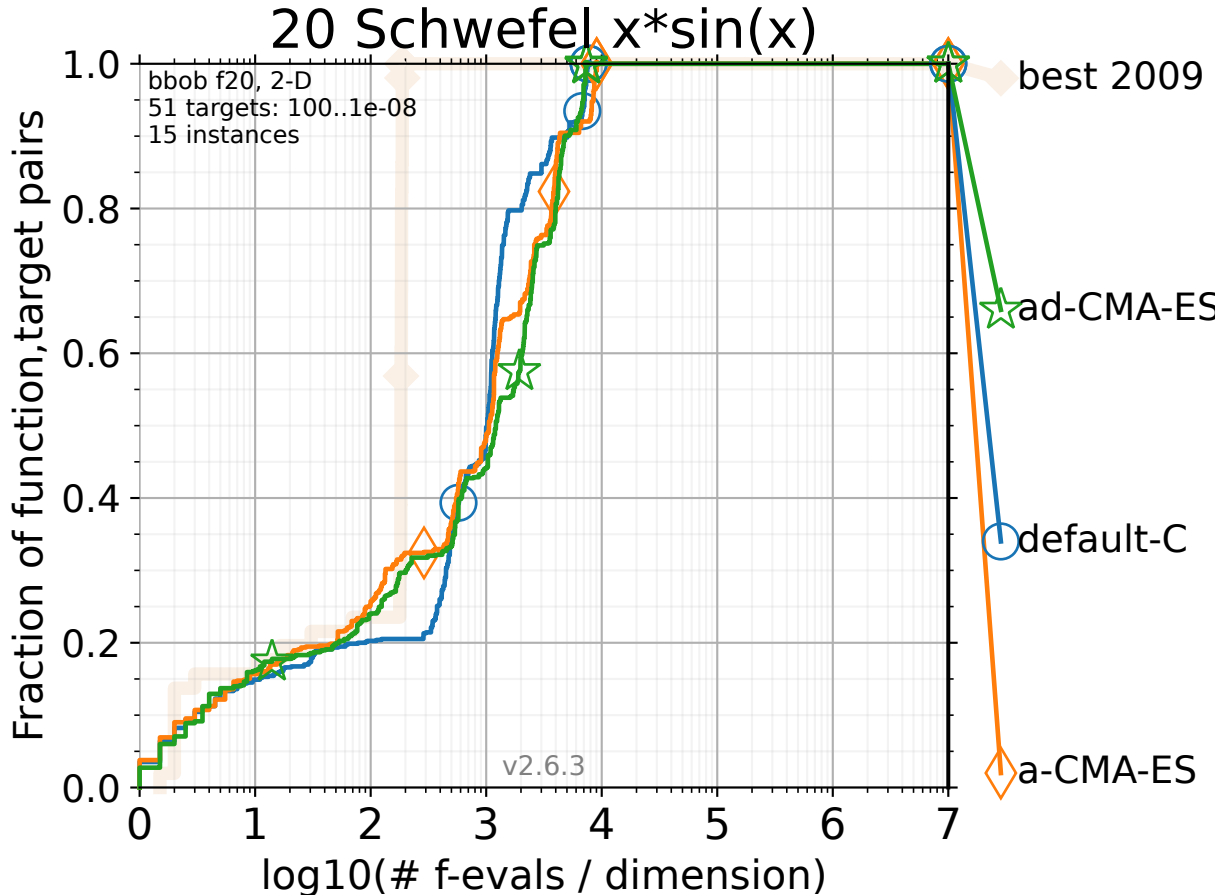 20 Schwefel x*sin(x)
bbob f20, 2-D
51 targets: 100..1e-08
15 instances
Fraction of function,target pairs
1.0
0.8
0.6
0.4
0.2
0.0
best 2009
ad-CMA-ES
default-C
a-CMA-ES
v2.6.3
0 1 2 3 4 5 6 7
log10(# f-evals / dimension)